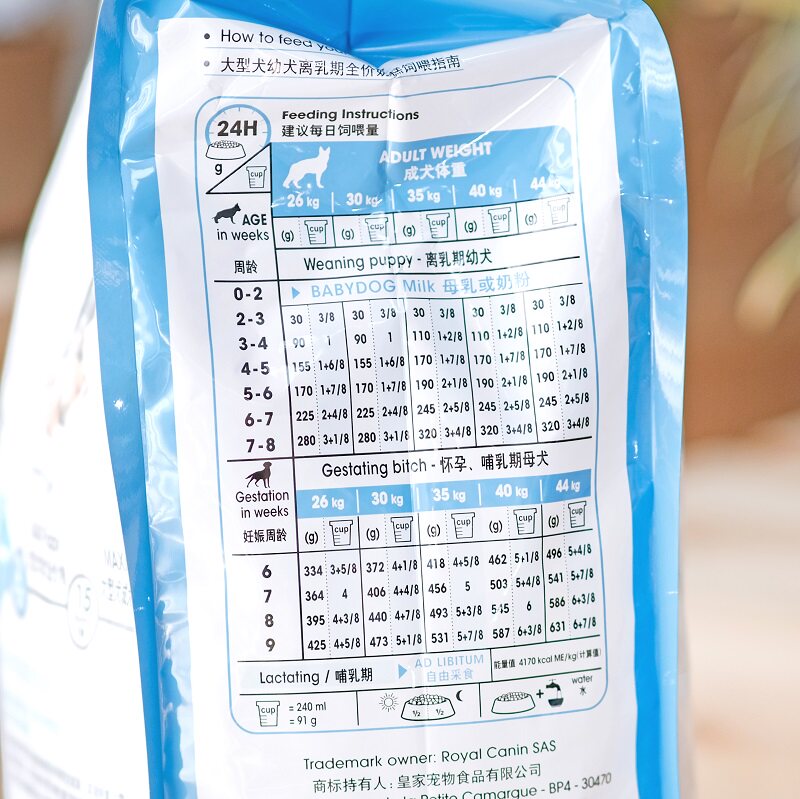 • How to feed your
• 大型犬幼犬离乳期全价 饲喂指南
24H
g
cup
Feeding Instructions
建议每日饲喂量
ADULT WEIGHT
成犬体重
26 kg 30 kg 35 kg 40 kg 44 kg
AGE
in weeks
周龄
(g) cup (g) cup (g) cup (g) cup (g) cup
Weaning puppy - 离乳期幼犬
0-2 BABYDOG Milk 母乳或奶粉
2-3 30 3/8 30 3/8 30 3/8 30 3/8 30 3/8
3-4 90 1 90 1 110 1+2/8 110 1+2/8 110 1+2/8
4-5 155 1+6/8 155 1+6/8 170 1+7/8 170 1+7/8 170 1+7/8
5-6 170 1+7/8 170 1+7/8 190 2+1/8 190 2+1/8 190 2+1/8
6-7 225 2+4/8 225 2+4/8 245 2+5/8 245 2+5/8 245 2+5/8
7-8 280 3+1/8 280 3+1/8 320 3+4/8 320 3+4/8 320 3+4/8
Gestating bitch - 怀孕、哺乳期母犬
Gestation
in weeks
妊娠周龄
26 kg 30 kg 35 kg 40 kg 44 kg
(g) cup (g) cup (g) cup (g) cup (g) cup
6 334 3+5/8 372 4+1/8 418 4+5/8 462 5+1/8 496 5+4/8
7 364 4 406 4+4/8 456 5 503 5+4/8 541 5+7/8
8 395 4+3/8 440 4+7/8 493 5+3/8 545 6 586 6+3/8
9 425 4+5/8 473 5+1/8 531 5+7/8 587 6+3/8 631 6+7/8
Lactating / 哺乳期 AD LIBITUM
自由采食
能量值 4170 kcal ME/kg(计算值)
cup = 240 ml
= 91 g
½ ½
+ water
水
Trademark owner: Royal Canin SAS
商标持有人: 皇家宠物食品有限公司
la Petite Camargue - BP4 - 30470
MAX
大型犬
15